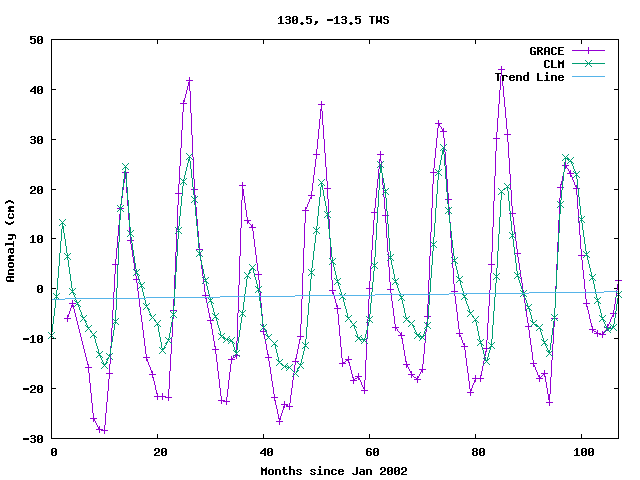 130.5, -13.5 TWS
GRACE
CLM
Trend Line
50
40
30
20
10
0
-10
-20
-30
Anomaly (cm)
0 20 40 60 80 100
Months since Jan 2002